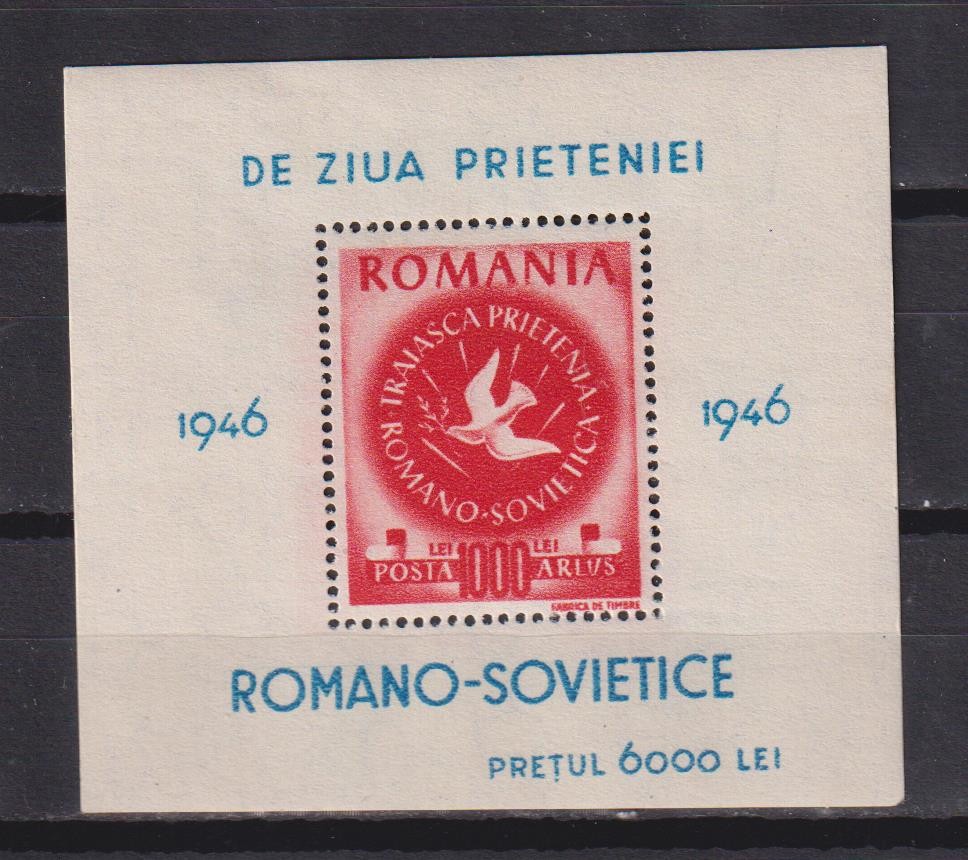 DE ZIUA PRIETENIEI
ROMANIA
TRAIASCA PRIETENIA
ROMANO-SOVIETICA
1946
1946
LEI 1000 LEI
POSTA ARLUS
FABRICA DE TIMBRE
ROMANO-SOVIETICE
PREȚUL 6000 LEI